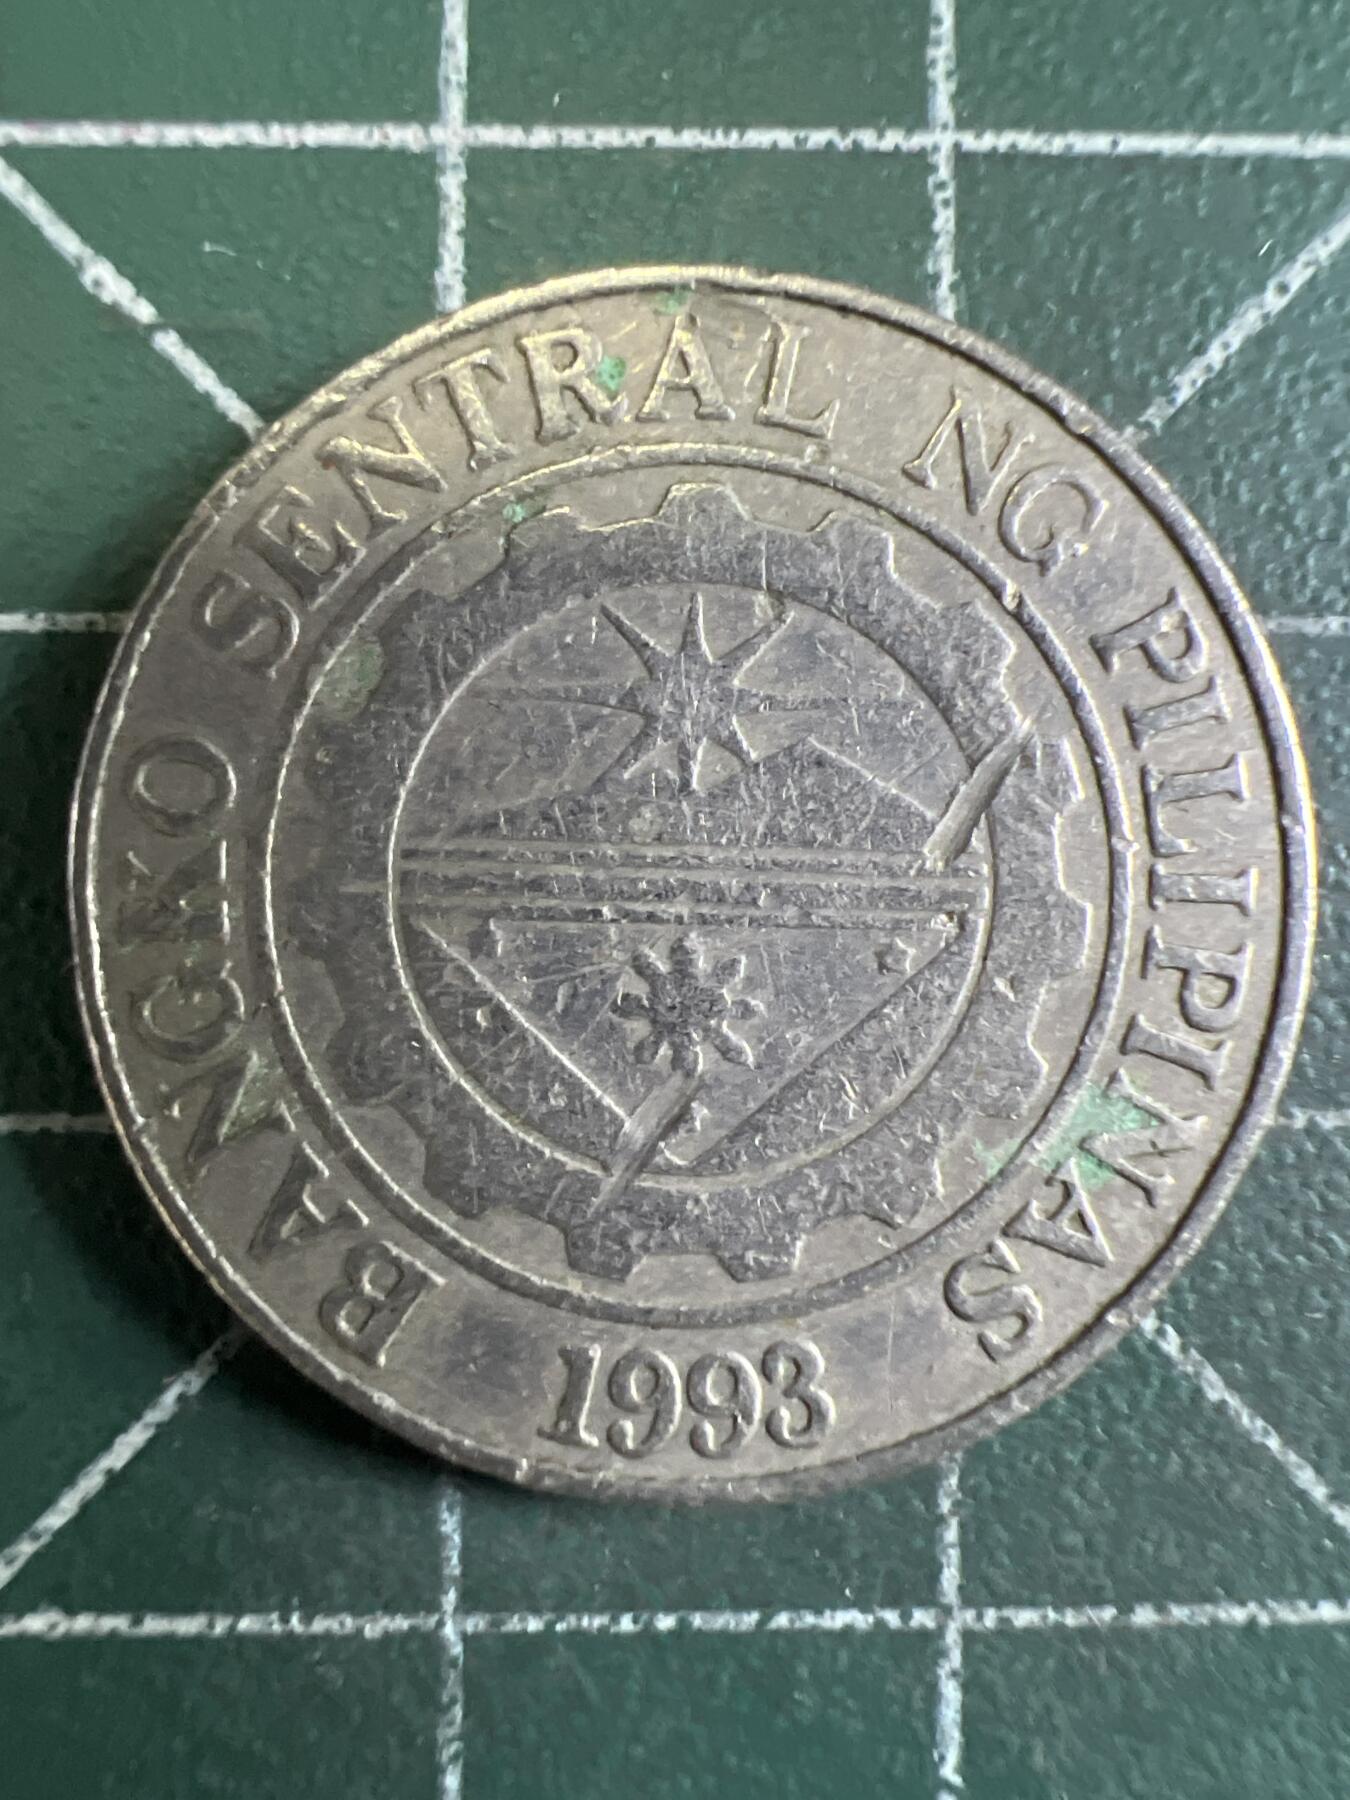 BANGKO SENTRAL NG PILIPINAS
1993